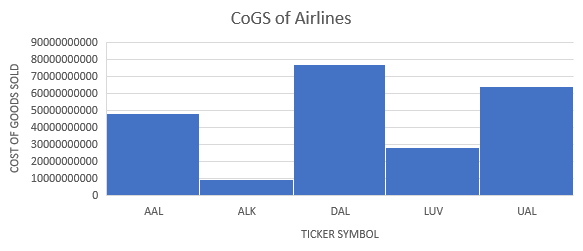 CoGS of Airlines
COST OF GOODS SOLD
90000000000
80000000000
70000000000
60000000000
50000000000
40000000000
30000000000
20000000000
10000000000
0
AAL ALK DAL LUV UAL
TICKER SYMBOL